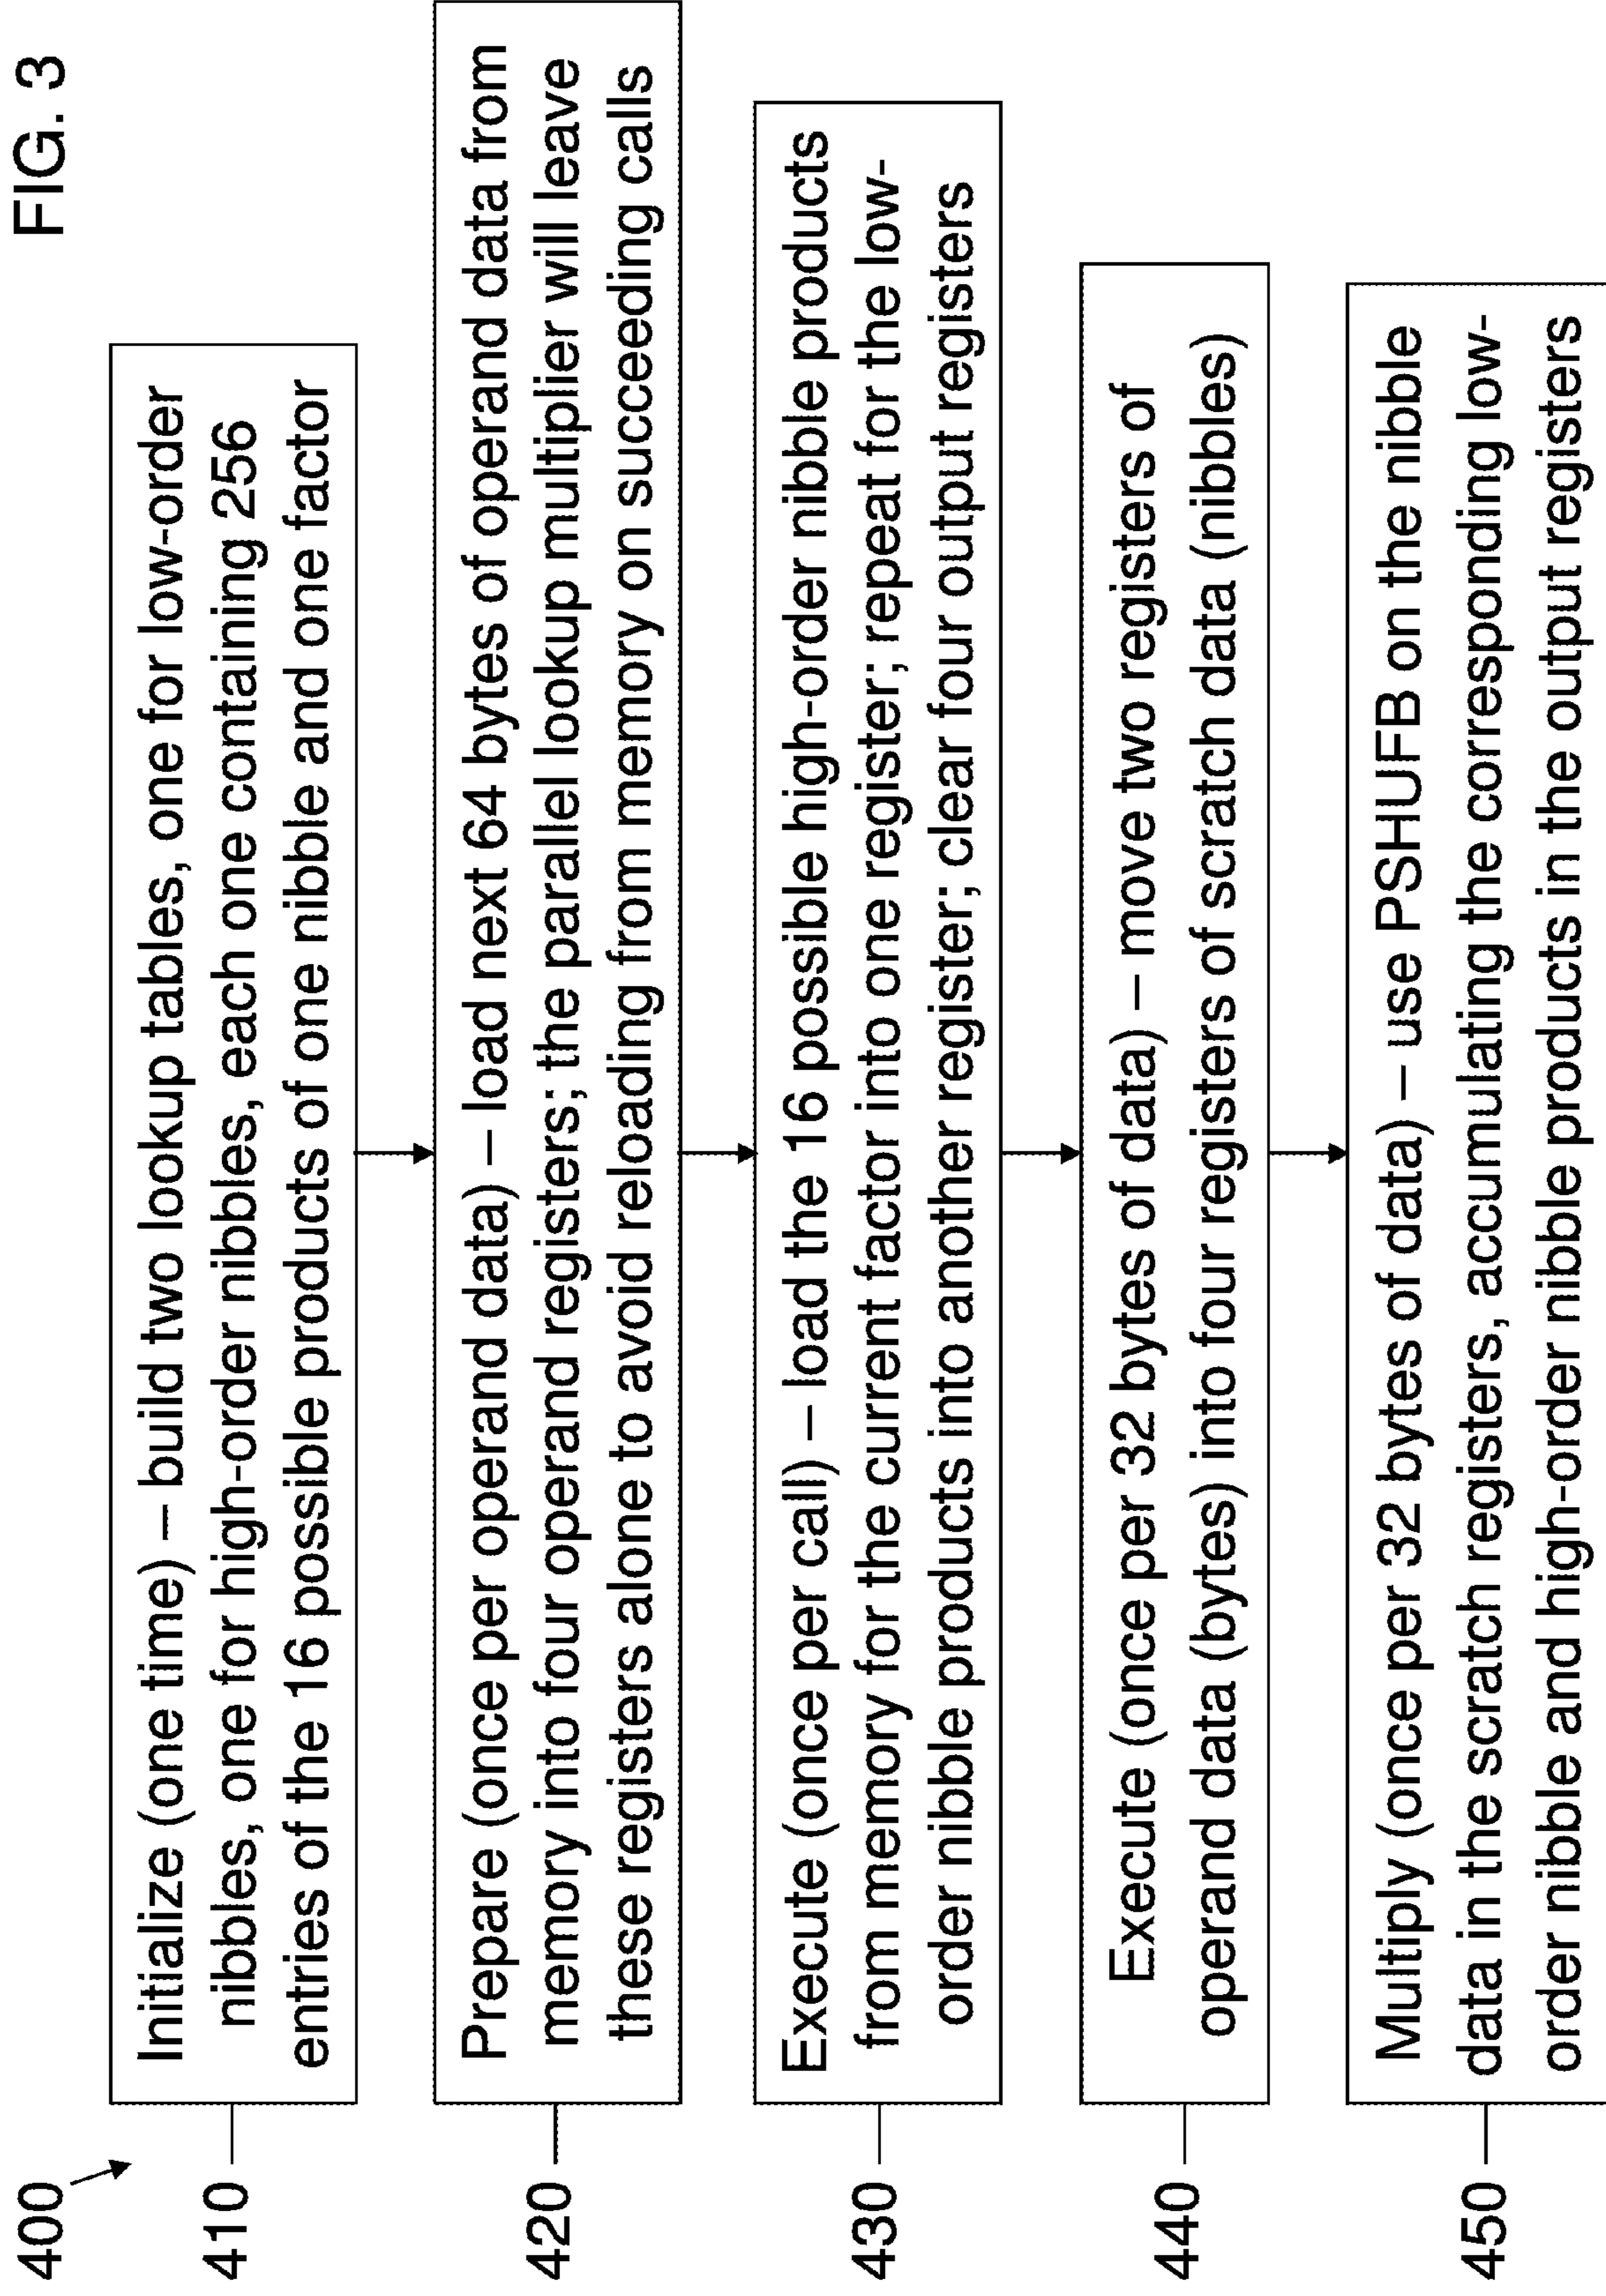 FIG. 3
400
410
Initialize (one time) – build two lookup tables, one for low-order
nibbles, one for high-order nibbles, each one containing 256
entries of the 16 possible products of one nibble and one factor
420
Prepare (once per operand data) – load next 64 bytes of operand data from
memory into four operand registers; the parallel lookup multiplier will leave
these registers alone to avoid reloading from memory on succeeding calls
430
Execute (once per call) – load the 16 possible high-order nibble products
from memory for the current factor into one register; repeat for the low-
order nibble products into another register; clear four output registers
440
Execute (once per 32 bytes of data) – move two registers of
operand data (bytes) into four registers of scratch data (nibbles)
450
Multiply (once per 32 bytes of data) – use PSHUFB on the nibble
data in the scratch registers, accumulating the corresponding low-
order nibble and high-order nibble products in the output registers